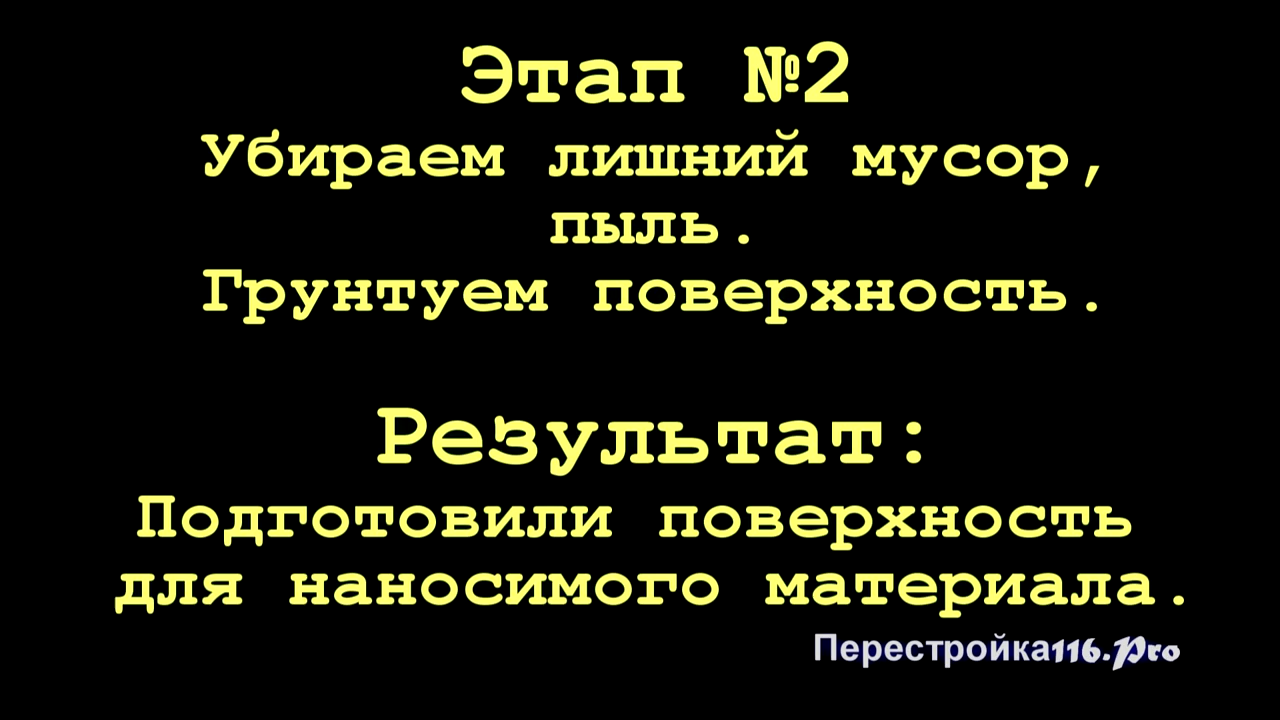 Этап №2
Убираем лишний мусор,
пыль.
Грунтуем поверхность.
Результат:
Подготовили поверхность
для наносимого материала.
Перестройка116.Pro